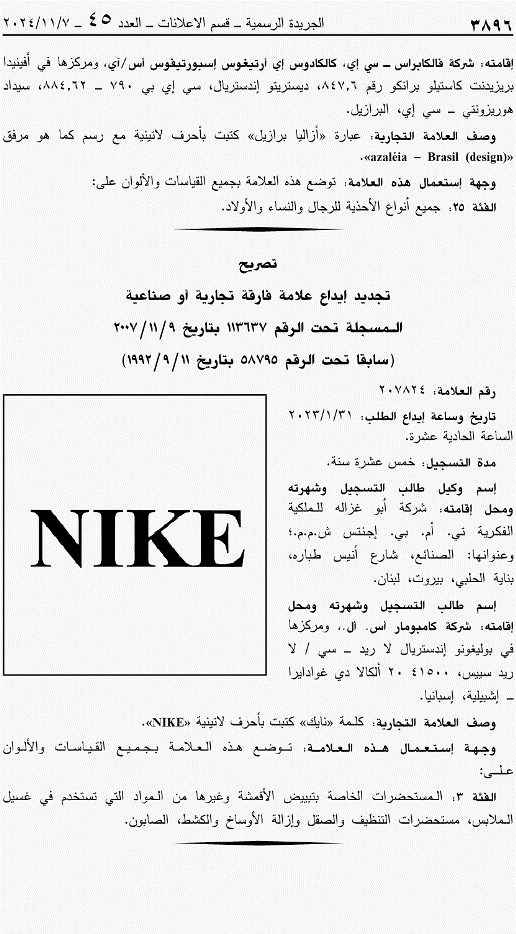 ٣٨٩٦
الجريدة الرسمية ـ قسم الاعلانات ـ العدد ٤٥ ـ ٢٠٢٤/١١/٧
إقامته: شركة فالكابراس ـ سي إي، كالكادوس إي أرتيغوس إسبورتيفوس أس/أي، ومركزها في أفينيدا
بريزيدنت كاستيلو برانكو رقم ٨٤٧,٦، ديستريتو إندستريال، سي إي بي ٧٩٠ ـ ٨٨٤,٦٢، سيداد
هوريزونتي ـ سي إي، البرازيل.
وصف العلامة التجارية: عبارة «أزاليا برازيل» كتبت بأحرف لاتينية مع رسم كما هو مرفق
«azaléia – Brasil (design)».
وجهة إستعمال هذه العلامة: توضع هذه العلامة بجميع القياسات والألوان على:
الفئة ٢٥: جميع أنواع الأحذية للرجال والنساء والأولاد.
تصريح
تجديد إيداع علامة فارقة تجارية أو صناعية
المسجلة تحت الرقم ١١٣٦٣٧ بتاريخ ٢٠٠٧/١١/٩
(سابقا تحت الرقم ٥٨٧٩٥ بتاريخ ١٩٩٢/٩/١١)
رقم العلامة: ٢٠٧٨٢٤
تاريخ وساعة إيداع الطلب: ٢٠٢٣/١/٣١
الساعة الحادية عشرة.
مدة التسجيل: خمس عشرة سنة.
إسم وكيل طالب التسجيل وشهرته
ومحل إقامته: شركة أبو غزاله للملكية
الفكرية تي. أم. بي. إجنتس ش.م.م.؛
وعنوانها: الصنائع، شارع أنيس طباره،
بناية الحلبي، بيروت، لبنان.
إسم طالب التسجيل وشهرته ومحل
إقامته: شركة كامبومار أس. أل.، ومركزها
في بوليغونو إندستريال لا ريد ـ سي / لا
ريد سييس، ٤١٥٠٠ ٢٠ ألكالا دي غوادايرا
ـ إشبيلية، إسبانيا.
NIKE
وصف العلامة التجارية: كلمة «نايك» كتبت بأحرف لاتينية «NIKE».
وجهة إستعمال هذه العلامة: توضع هذه العلامة بجميع القياسات والألوان
على:
الفئة ٣: المستحضرات الخاصة بتبييض الأقمشة وغيرها من المواد التي تستخدم في غسيل
الملابس، مستحضرات التنظيف والصقل وإزالة الأوساخ والكشط، الصابون.